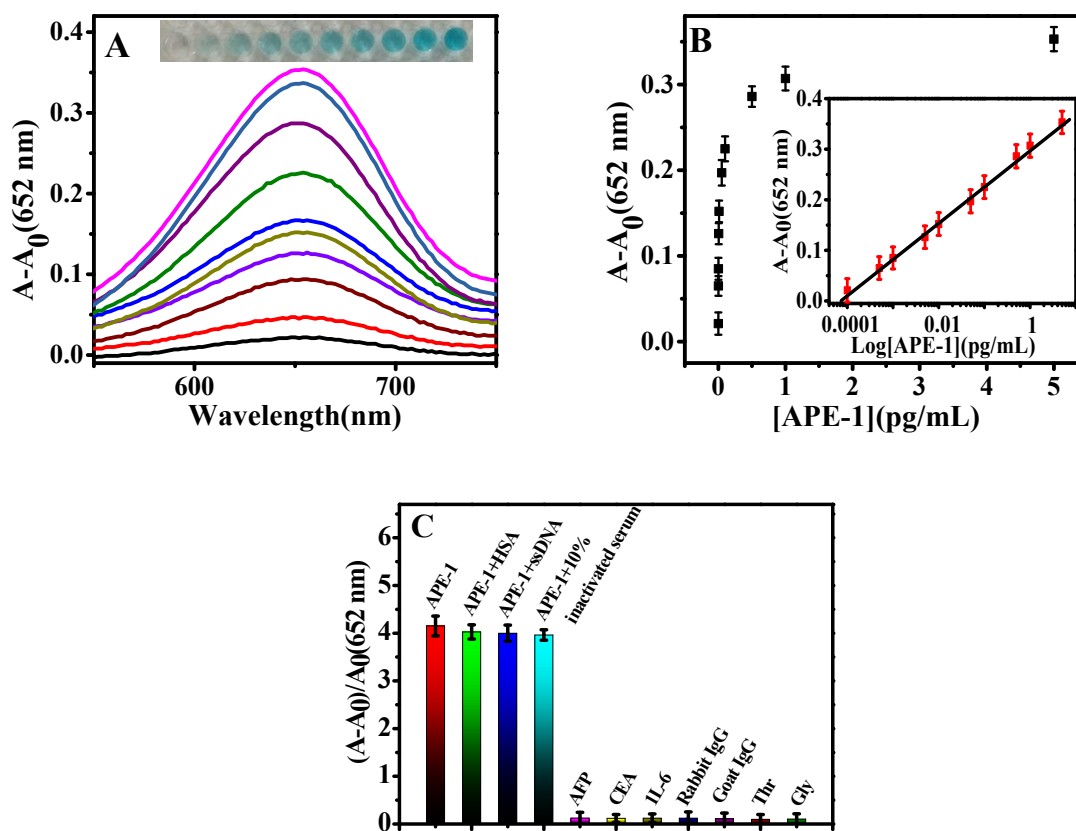 A
0.4
0.3
0.2
0.1
0.0
A-A0(652 nm)
600
700
Wavelength(nm)
B
0.3
0.2
0.1
0.0
A-A0(652 nm)
0
1
2
3
4
5
[APE-1](pg/mL)
0.4
0.3
0.2
0.1
0.0
A-A0(652 nm)
0.0001
0.01
1
Log[APE-1](pg/mL)
C
6
5
4
3
2
1
0
(A-A0)/A0(652 nm)
APE-1
APE-1+HSA
APE-1+ssDNA
APE-1+10%
inactivated serum
AFP
CEA
IL-6
Rabbit IgG
Goat IgG
Thr
Gly